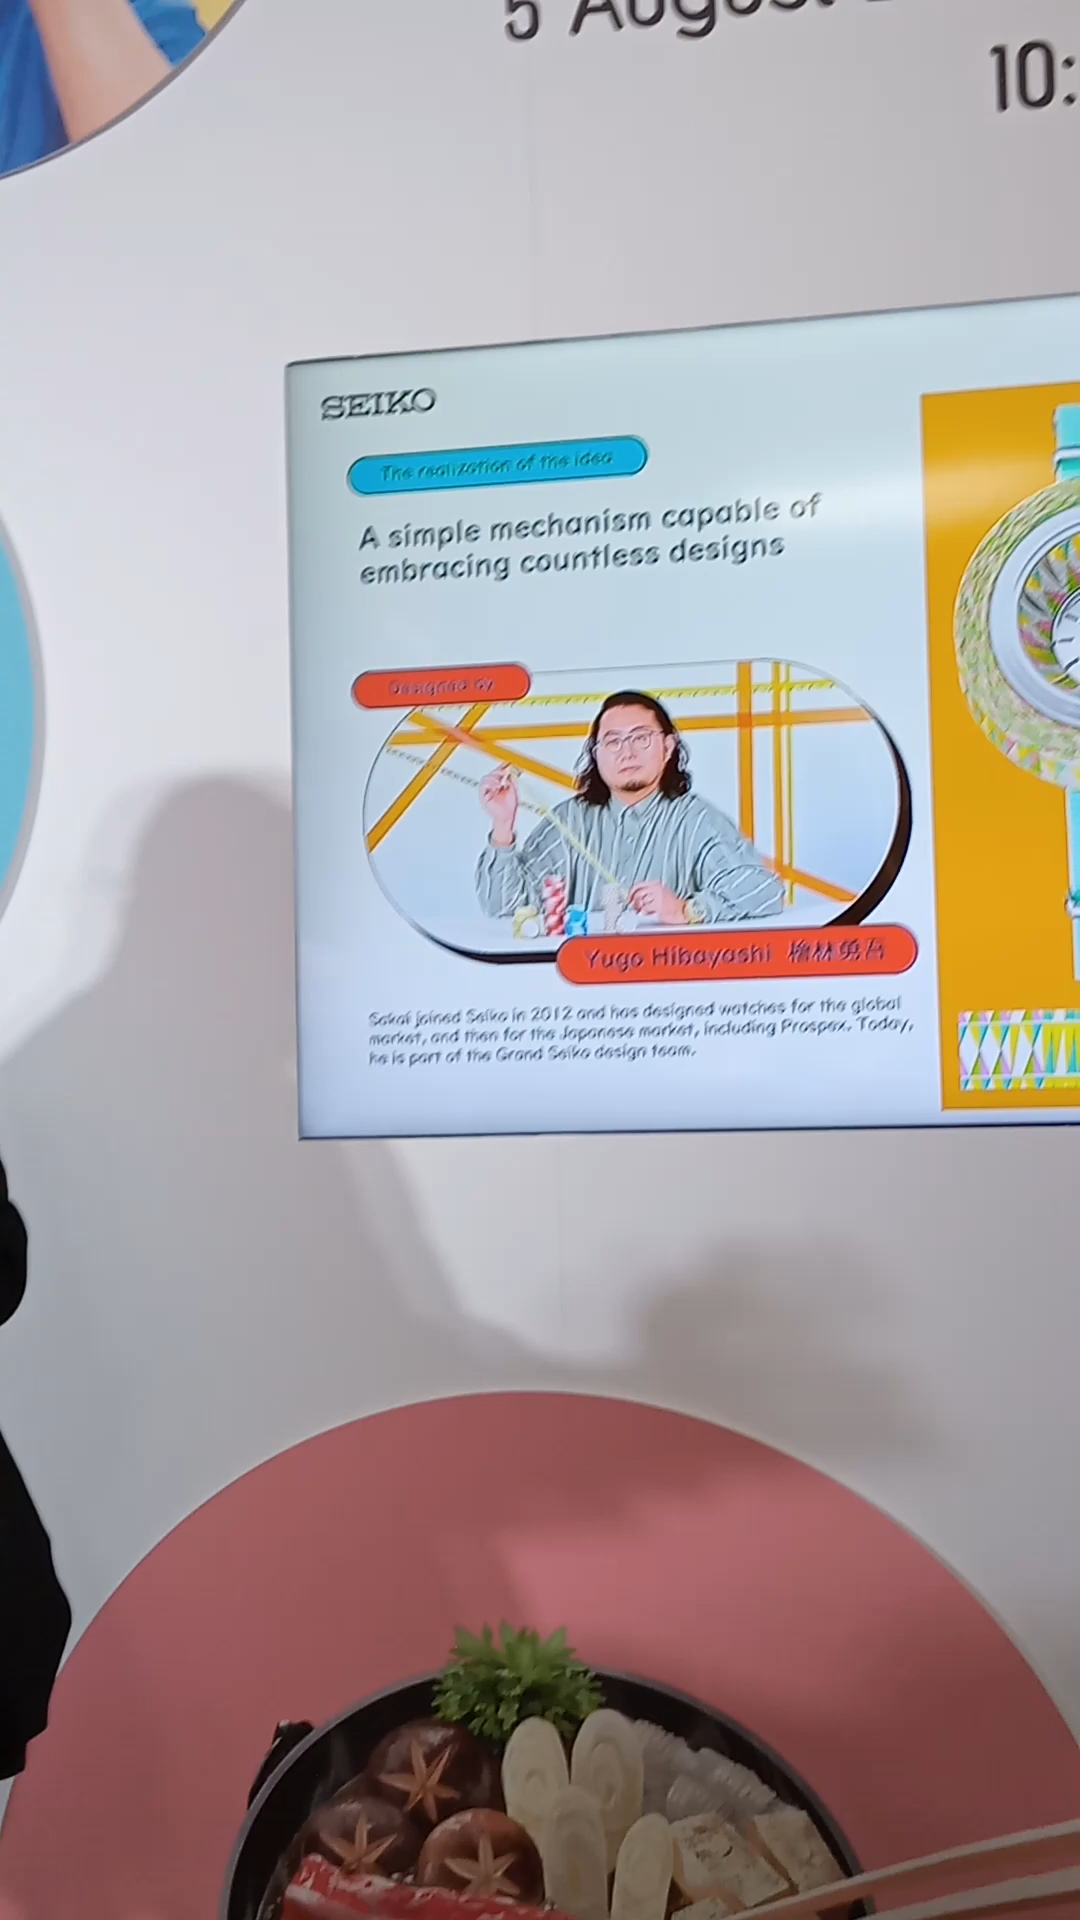 5 August
10:
SEIKO
The realization of the idea
A simple mechanism capable of
embracing countless designs
Designed by
Yugo Hibayashi 檜林勇吾
Sakai joined Seiko in 2012 and has designed watches for the global
market, and then for the Japanese market, including Prospex. Today,
he is part of the Grand Seiko design team.